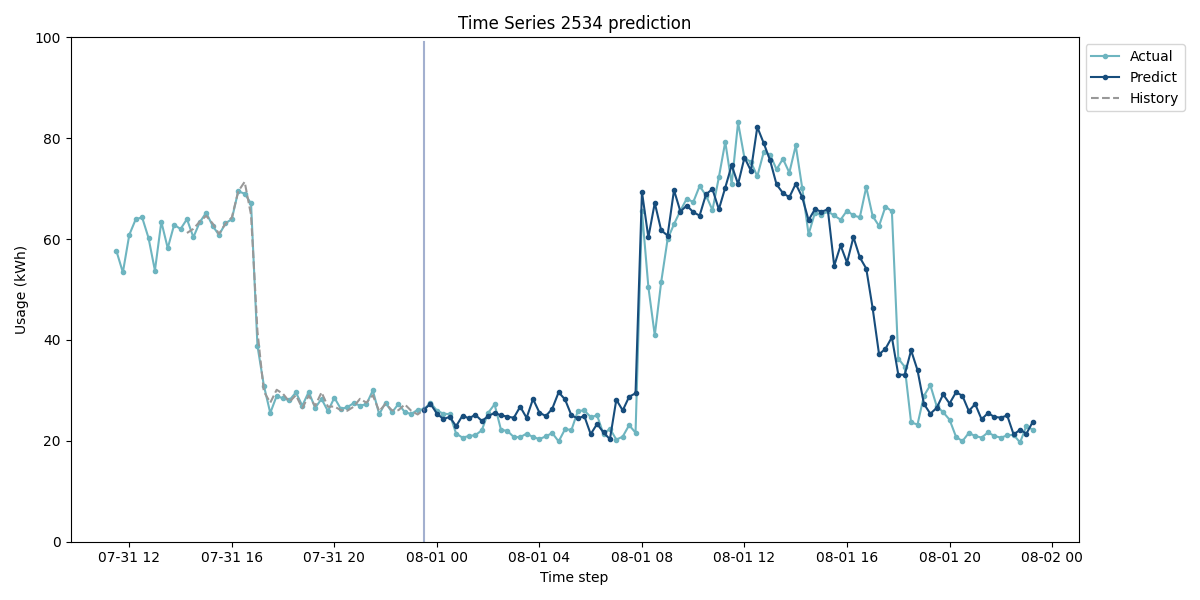 Time Series 2534 prediction
Usage (kWh)
100
80
60
40
20
0
07-31 12
07-31 16
07-31 20
08-01 00
08-01 04
08-01 08
08-01 12
08-01 16
08-01 20
08-02 00
Time step
Actual
Predict
History